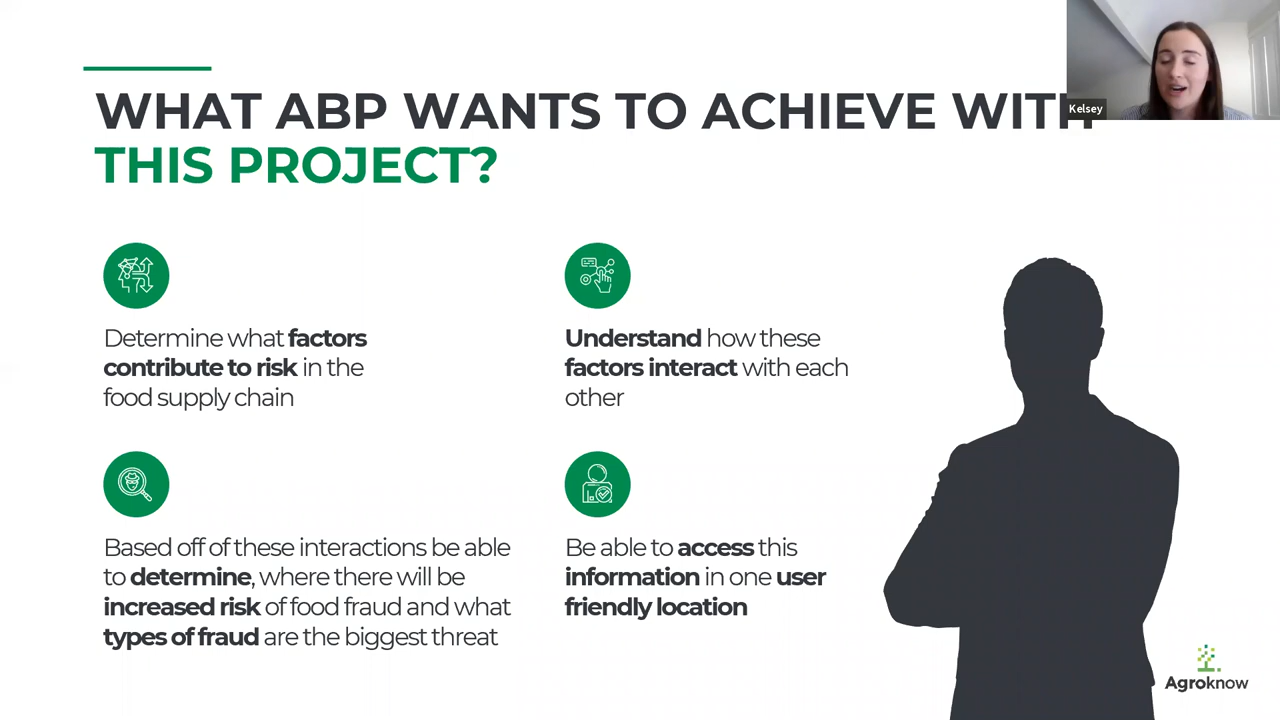 WHAT ABP WANTS TO ACHIEVE WITH
THIS PROJECT?
Kelsey
Determine what factors
contribute to risk in the
food supply chain
Understand how these
factors interact with each
other
Based off of these interactions be able
to determine, where there will be
increased risk of food fraud and what
types of fraud are the biggest threat
Be able to access this
information in one user
friendly location
Agroknow